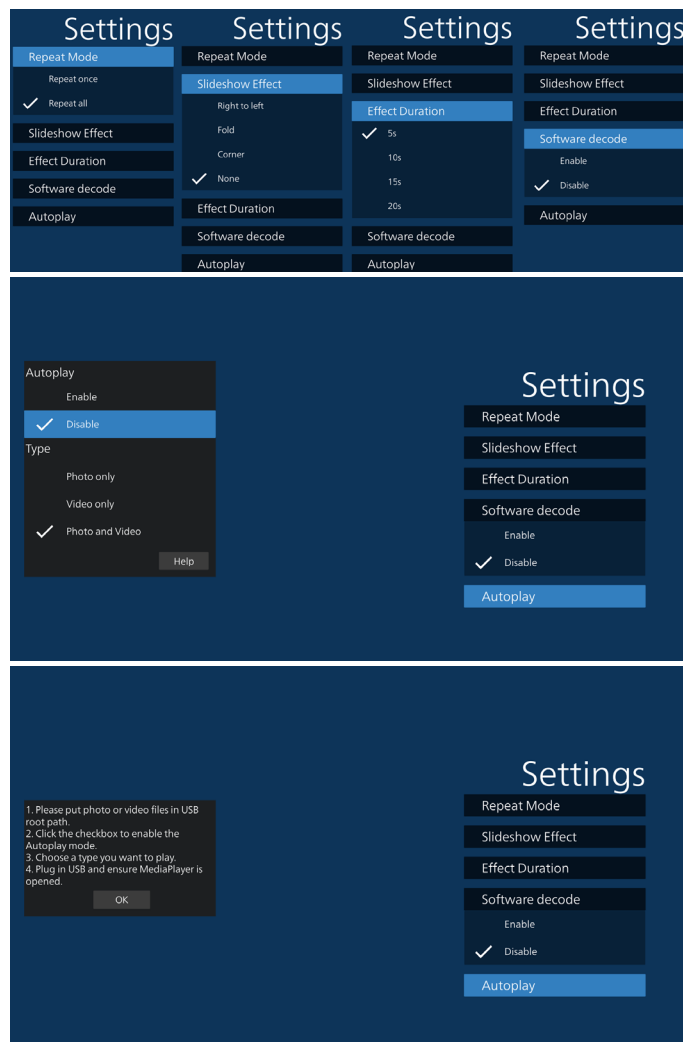 Settings
Repeat Mode
Repeat once
Repeat all
Slideshow Effect
Effect Duration
Software decode
Autoplay
Settings
Repeat Mode
Slideshow Effect
Right to left
Fold
Corner
None
Effect Duration
Software decode
Autoplay
Settings
Repeat Mode
Slideshow Effect
Effect Duration
5s
10s
15s
20s
Software decode
Autoplay
Settings
Repeat Mode
Slideshow Effect
Effect Duration
Software decode
Enable
Disable
Autoplay
Autoplay
Enable
Disable
Type
Photo only
Video only
Photo and Video
Help
Settings
Repeat Mode
Slideshow Effect
Effect Duration
Software decode
Enable
Disable
Autoplay
1. Please put photo or video files in USB
root path.
2. Click the checkbox to enable the
Autoplay mode.
3. Choose a type you want to play.
4. Plug in USB and ensure MediaPlayer is
opened.
OK
Settings
Repeat Mode
Slideshow Effect
Effect Duration
Software decode
Enable
Disable
Autoplay